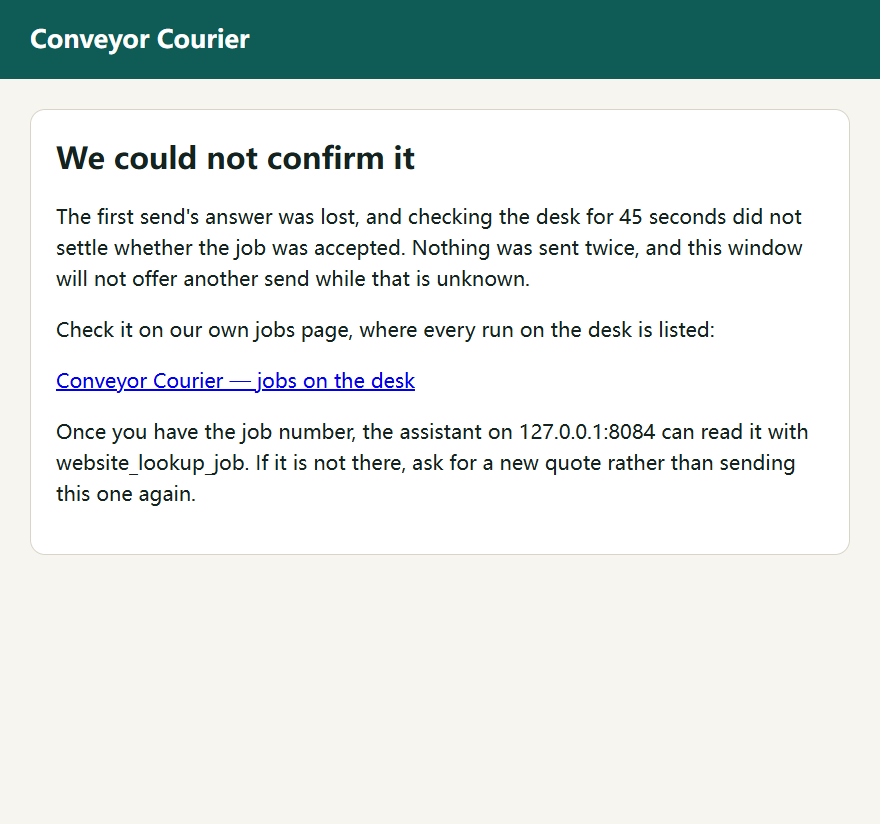 Conveyor Courier
We could not confirm it
The first send's answer was lost, and checking the desk for 45 seconds did not
settle whether the job was accepted. Nothing was sent twice, and this window
will not offer another send while that is unknown.
Check it on our own jobs page, where every run on the desk is listed:
Conveyor Courier — jobs on the desk
Once you have the job number, the assistant on 127.0.0.1:8084 can read it with
website_lookup_job. If it is not there, ask for a new quote rather than sending
this one again.